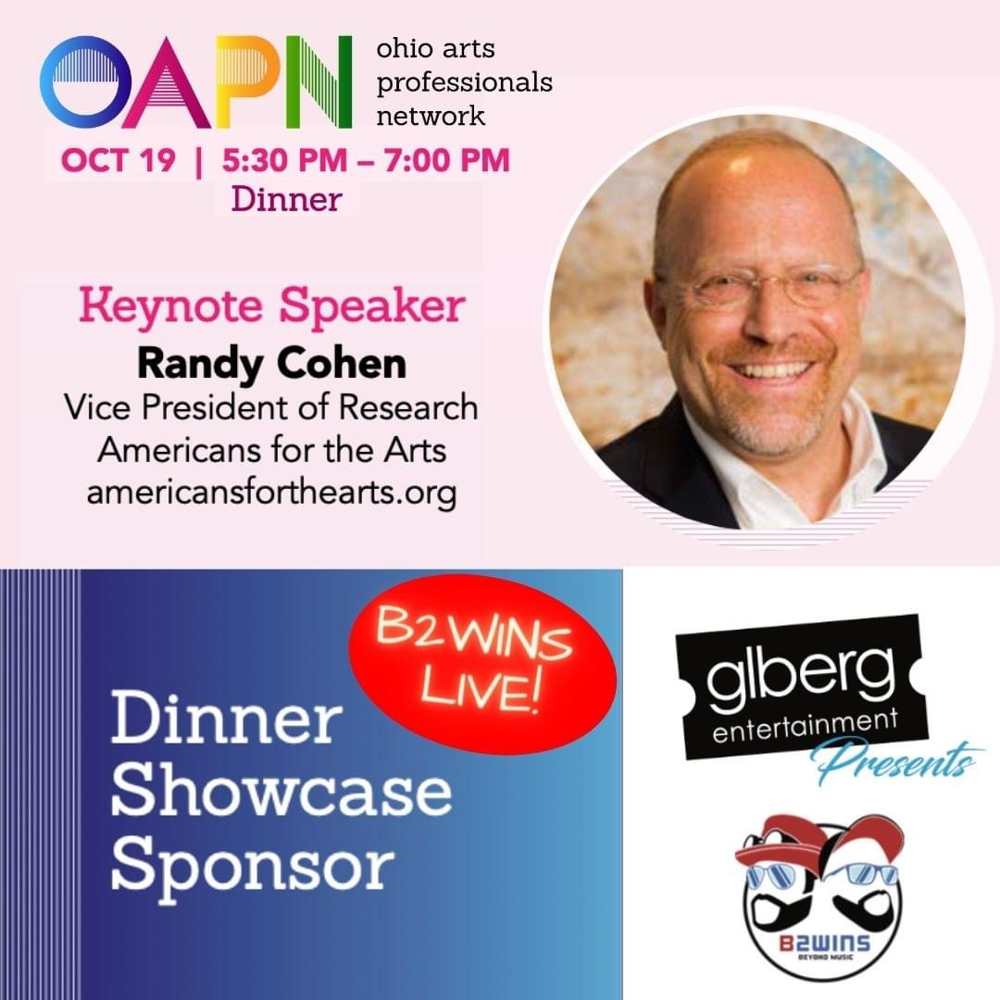 OAPN
ohio arts
professionals
network
OCT 19 | 5:30 PM – 7:00 PM
Dinner
Keynote Speaker
Randy Cohen
Vice President of Research
Americans for the Arts
americansforthearts.org
B2WINS
LIVE!
Dinner
Showcase
Sponsor
glberg
entertainment
Presents
B2WINS
BEYOND MUSIC